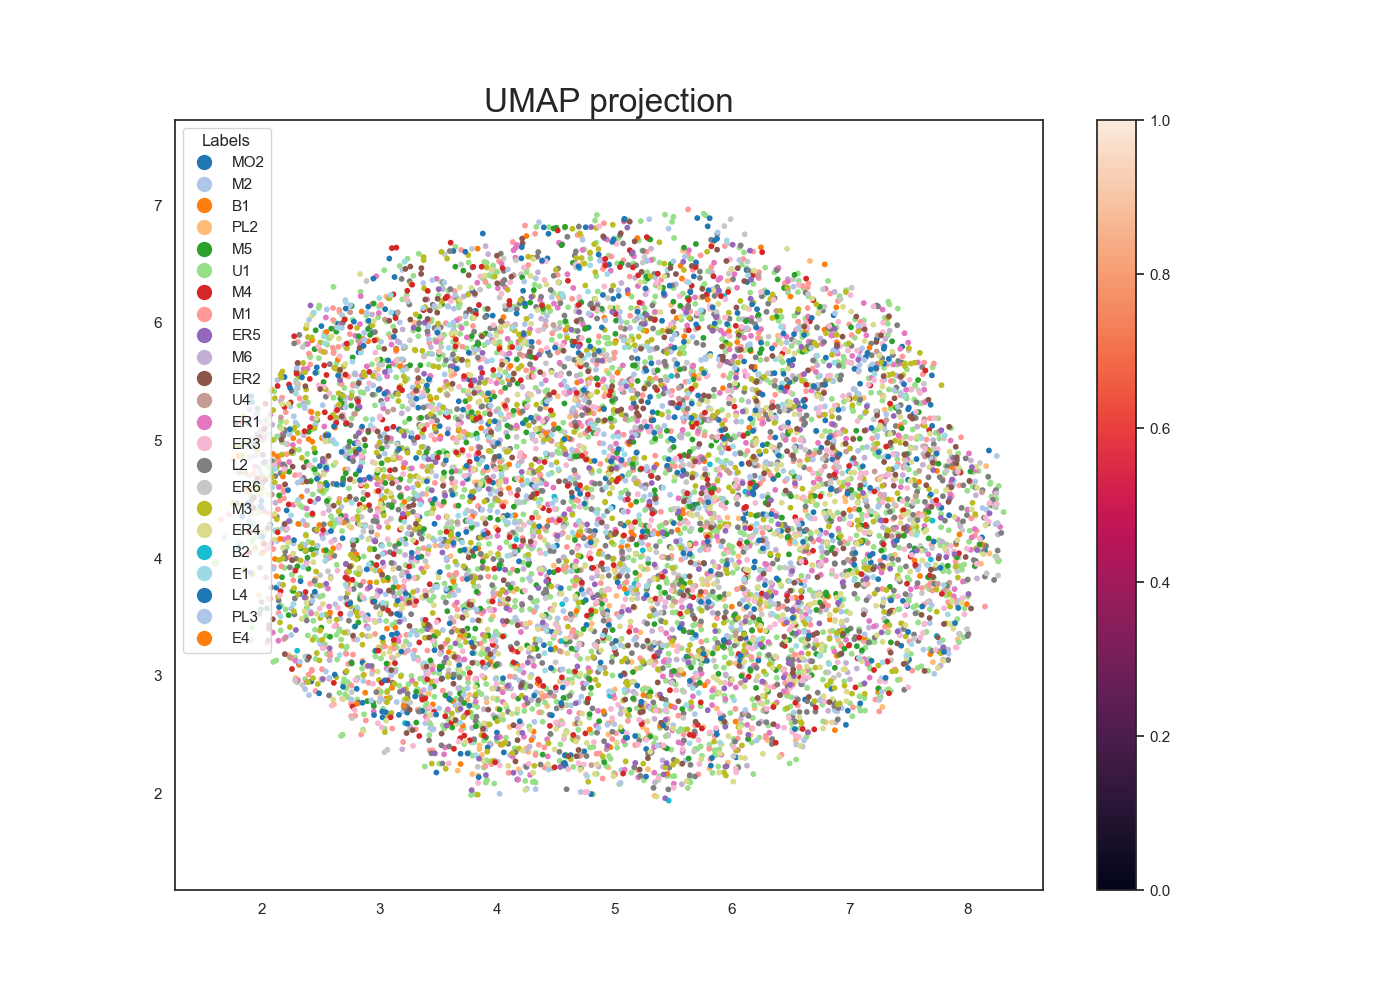 UMAP projection
Labels
MO2
M2
B1
PL2
M5
U1
M4
M1
ER5
M6
ER2
U4
ER1
ER3
L2
ER6
M3
ER4
B2
E1
L4
PL3
E4
7
6
5
4
3
2
2 3 4 5 6 7 8
1.0
0.8
0.6
0.4
0.2
0.0